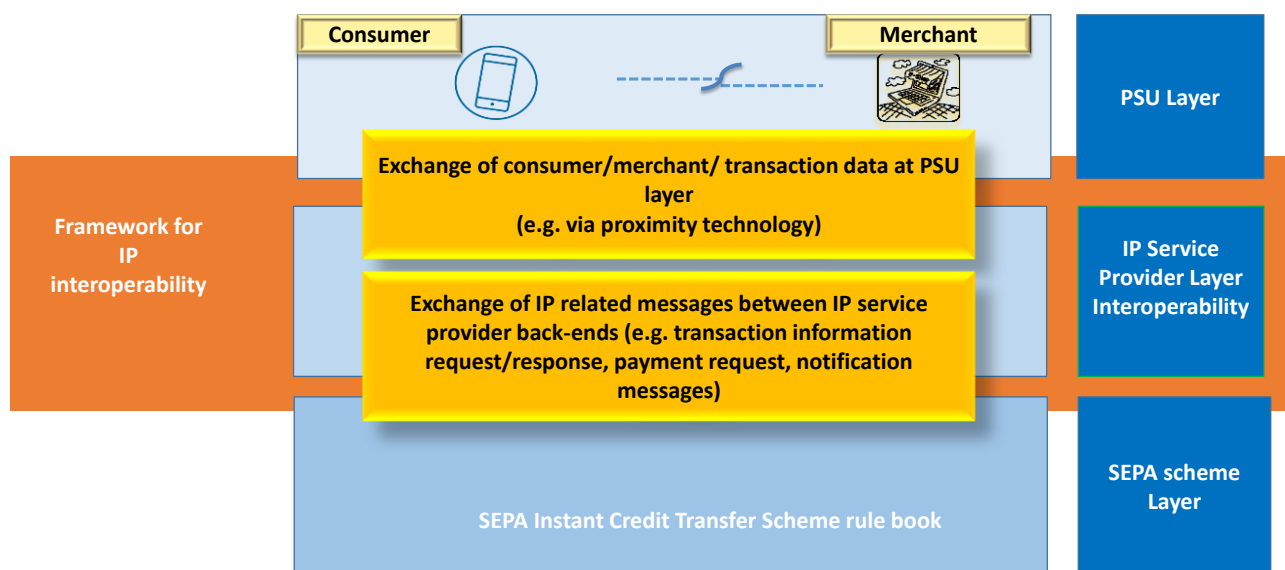 Consumer
Merchant
PSU Layer
Exchange of consumer/merchant/ transaction data at PSU
layer
(e.g. via proximity technology)
Framework for
IP
interoperability
IP Service
Provider Layer
Interoperability
Exchange of IP related messages between IP service
provider back-ends (e.g. transaction information
request/response, payment request, notification
messages)
SEPA scheme
Layer
SEPA Instant Credit Transfer Scheme rule book